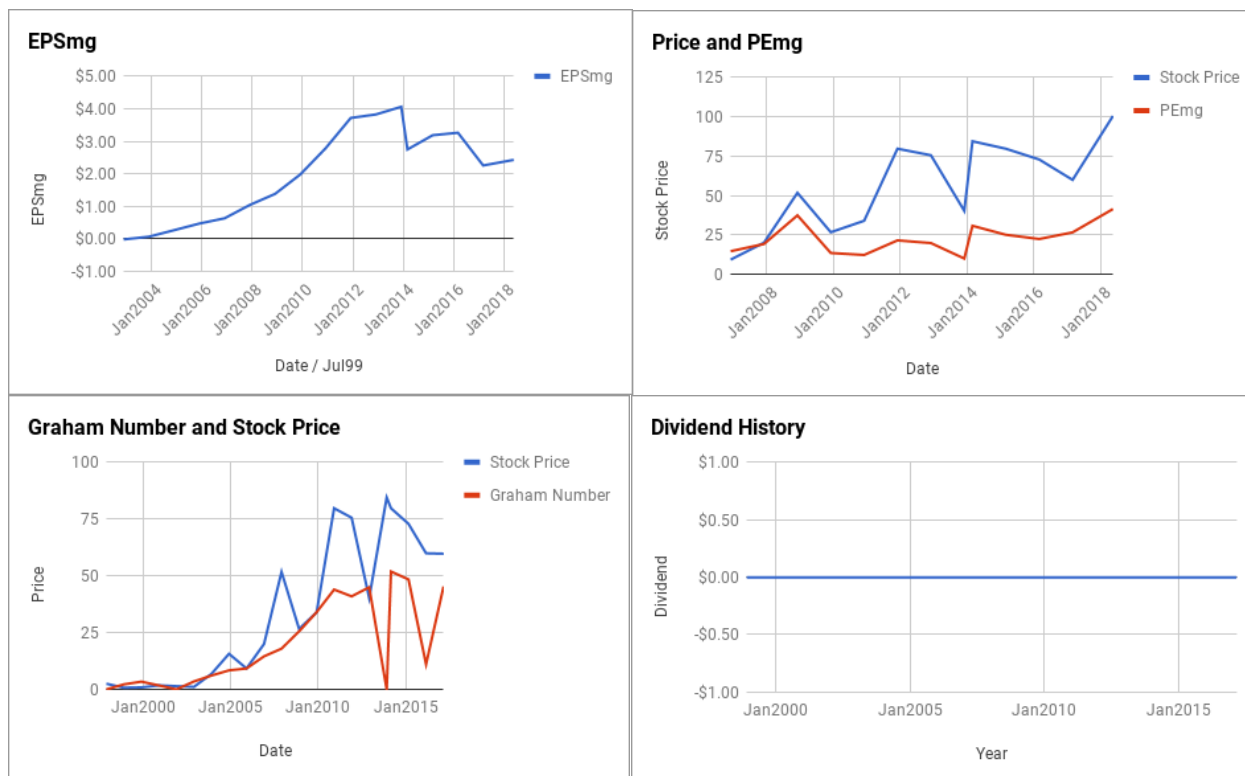 EPSmg
EPSmg
$5.00
$4.00
$3.00
$2.00
$1.00
$0.00
-$1.00
EPSmg
Jan2004
Jan2006
Jan2008
Jan2010
Jan2012
Jan2014
Jan2016
Jan2018
Date / Jul99
Price and PEmg
Stock Price
PEmg
125
100
75
50
25
0
Stock Price
Jan2008
Jan2010
Jan2012
Jan2014
Jan2016
Jan2018
Date
Graham Number and Stock Price
Stock Price
Graham Number
100
75
50
25
0
Price
Jan2000
Jan2005
Jan2010
Jan2015
Date
Dividend History
$1.00
$0.50
$0.00
-$0.50
-$1.00
Dividend
Jan2000
Jan2005
Jan2010
Jan2015
Year